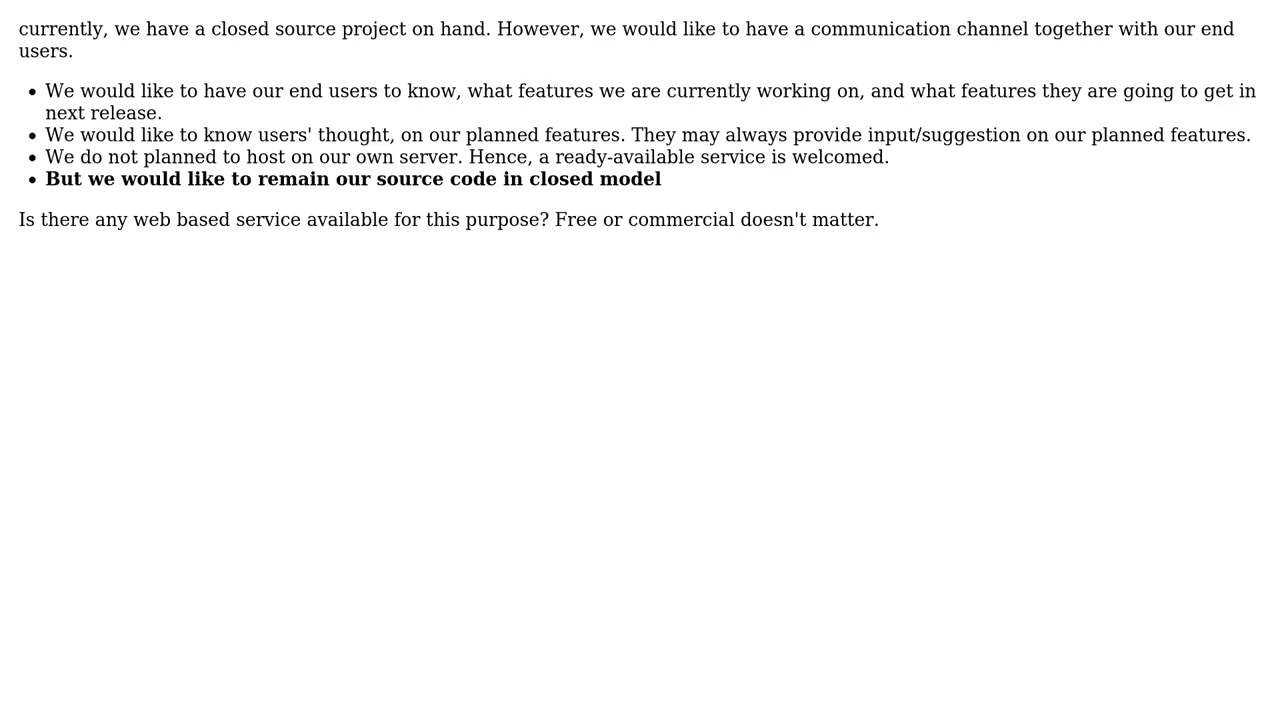 currently, we have a closed source project on hand. However, we would like to have a communication channel together with our end
users.
• We would like to have our end users to know, what features we are currently working on, and what features they are going to get in
next release.
• We would like to know users' thought, on our planned features. They may always provide input/suggestion on our planned features.
• We do not planned to host on our own server. Hence, a ready-available service is welcomed.
• But we would like to remain our source code in closed model
Is there any web based service available for this purpose? Free or commercial doesn't matter.